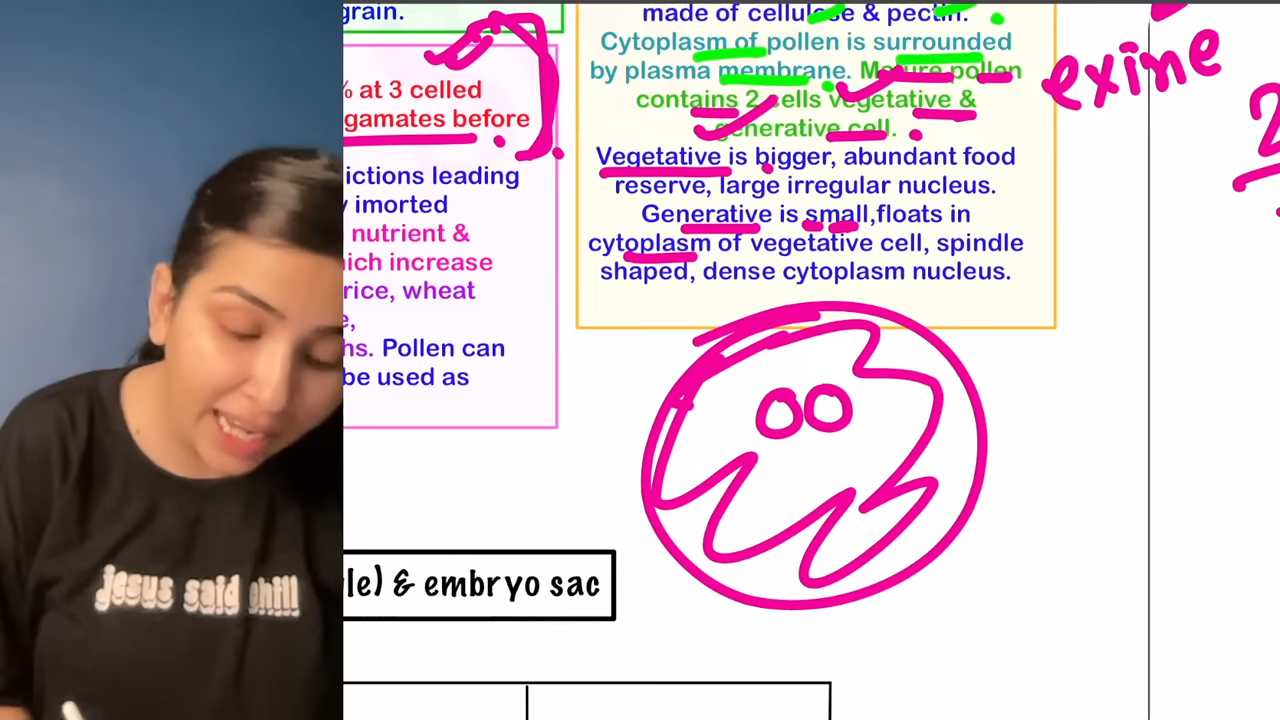 grain.
% at 3 celled
gamates before
ictions leading
y imorted
nutrient &
hich increase
rice, wheat
e,
hs. Pollen can
be used as
made of cellulose & pectin.
Cytoplasm of pollen is surrounded
by plasma membrane. Mature pollen
contains 2 cells vegetative &
generative cell.
Vegetative is bigger, abundant food
reserve, large irregular nucleus.
Generative is small,floats in
cytoplasm of vegetative cell, spindle
shaped, dense cytoplasm nucleus.
exine
2
le) & embryo sac
jesus said chill